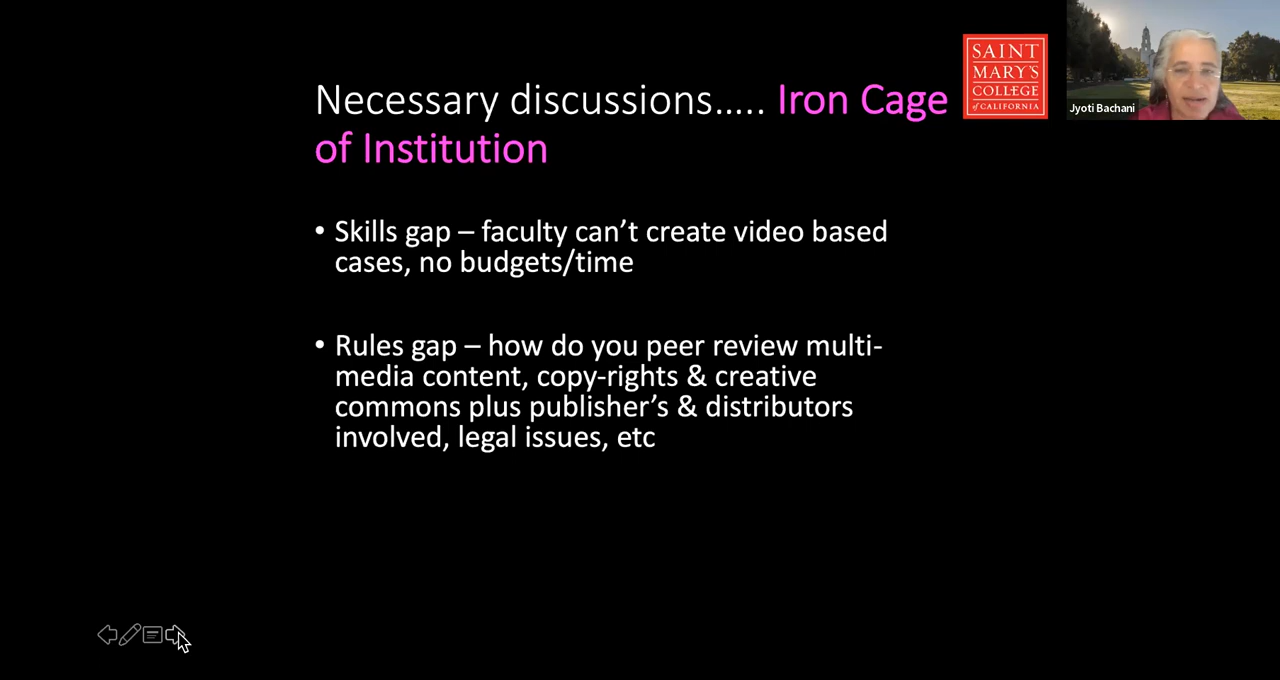 Necessary discussions….. Iron Cage
of Institution
SAINT
MARY'S
COLLEGE
of CALIFORNIA
Jyoti Bachani
• Skills gap – faculty can't create video based
cases, no budgets/time
• Rules gap – how do you peer review multi-
media content, copy-rights & creative
commons plus publisher's & distributors
involved, legal issues, etc